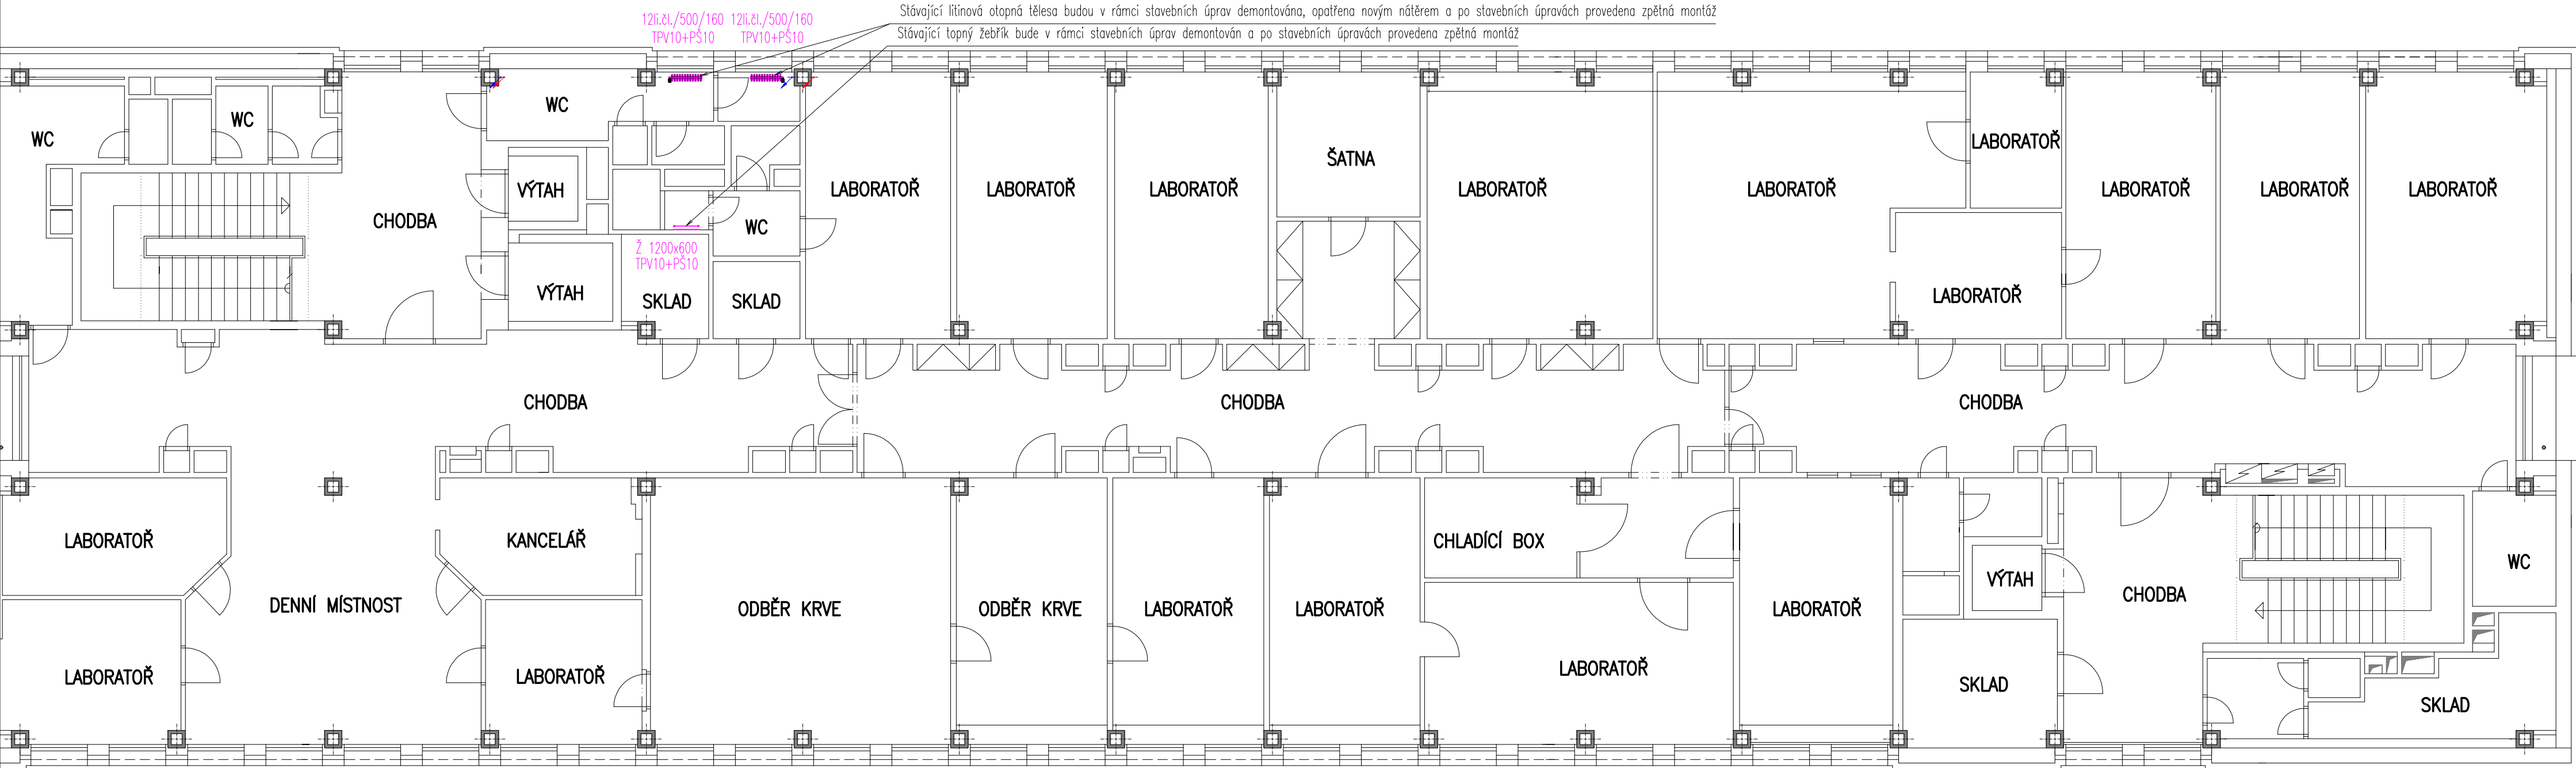 Stávající litinová otopná tělesa budou v rámci stavebních úprav demontována, opatřena novým nátěrem a po stavebních úpravách provedena zpětná montáž
12li.čl./500/160 12li.čl./500/160
TPV10+PŠ10 TPV10+PŠ10
Stávající topný žebřík bude v rámci stavebních úprav demontován a po stavebních úpravách provedena zpětná montáž
WC
WC
WC
LABORATOŘ
ŠATNA
VÝTAH
LABORATOŘ
LABORATOŘ
LABORATOŘ
LABORATOŘ
LABORATOŘ
LABORATOŘ
LABORATOŘ
LABORATOŘ
CHODBA
WC
Ž 1200x600
TPV10+PŠ10
VÝTAH
LABORATOŘ
SKLAD
SKLAD
CHODBA
CHODBA
CHODBA
LABORATOŘ
KANCELÁŘ
CHLADÍCÍ BOX
WC
VÝTAH
CHODBA
DENNÍ MÍSTNOST
ODBĚR KRVE
ODBĚR KRVE
LABORATOŘ
LABORATOŘ
LABORATOŘ
LABORATOŘ
LABORATOŘ
LABORATOŘ
SKLAD
SKLAD